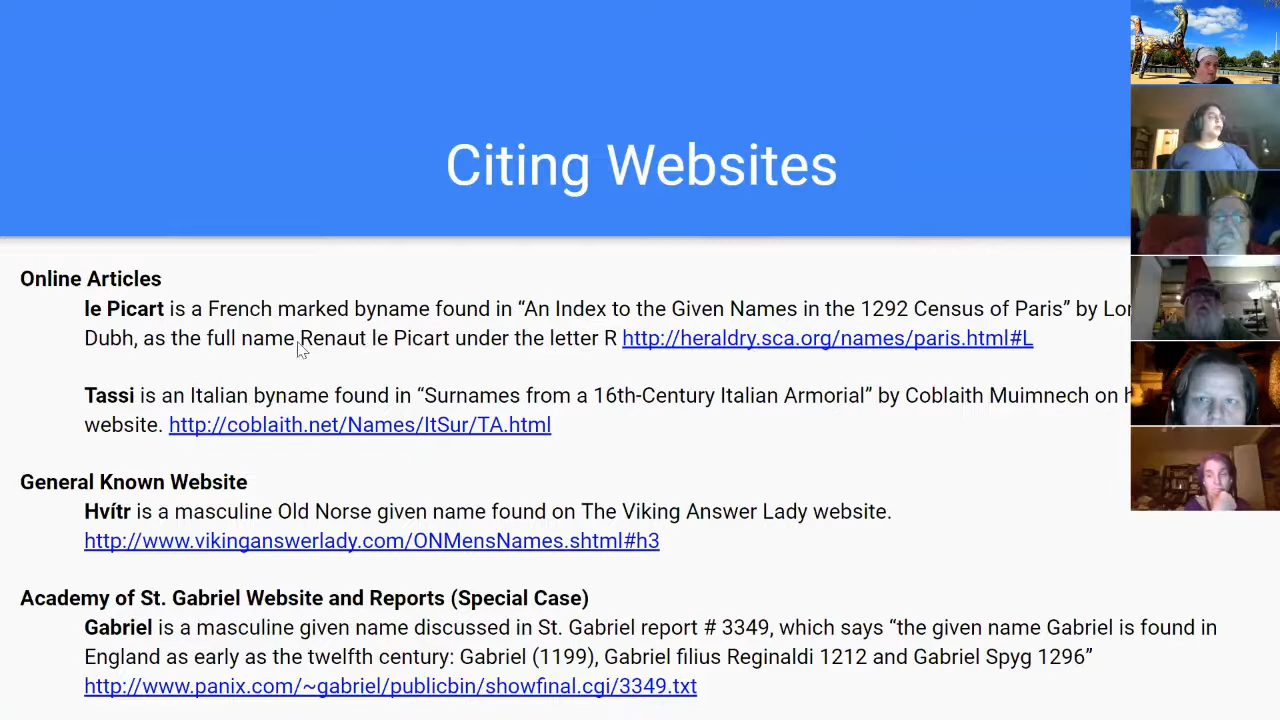 Citing Websites
Online Articles
le Picart is a French marked byname found in “An Index to the Given Names in the 1292 Census of Paris” by
Dubh, as the full name Renaut le Picart under the letter R http://heraldry.sca.org/names/paris.html#L
Tassi is an Italian byname found in “Surnames from a 16th-Century Italian Armorial” by Coblaith Muimnech on
website. http://coblaith.net/Names/ItSur/TA.html
General Known Website
Hvítr is a masculine Old Norse given name found on The Viking Answer Lady website.
http://www.vikinganswerlady.com/ONMensNames.shtml#h3
Academy of St. Gabriel Website and Reports (Special Case)
Gabriel is a masculine given name discussed in St. Gabriel report # 3349, which says “the given name Gabriel is found in
England as early as the twelfth century: Gabriel (1199), Gabriel filius Reginaldi 1212 and Gabriel Spyg 1296”
http://www.panix.com/~gabriel/publicbin/showfinal.cgi/3349.txt